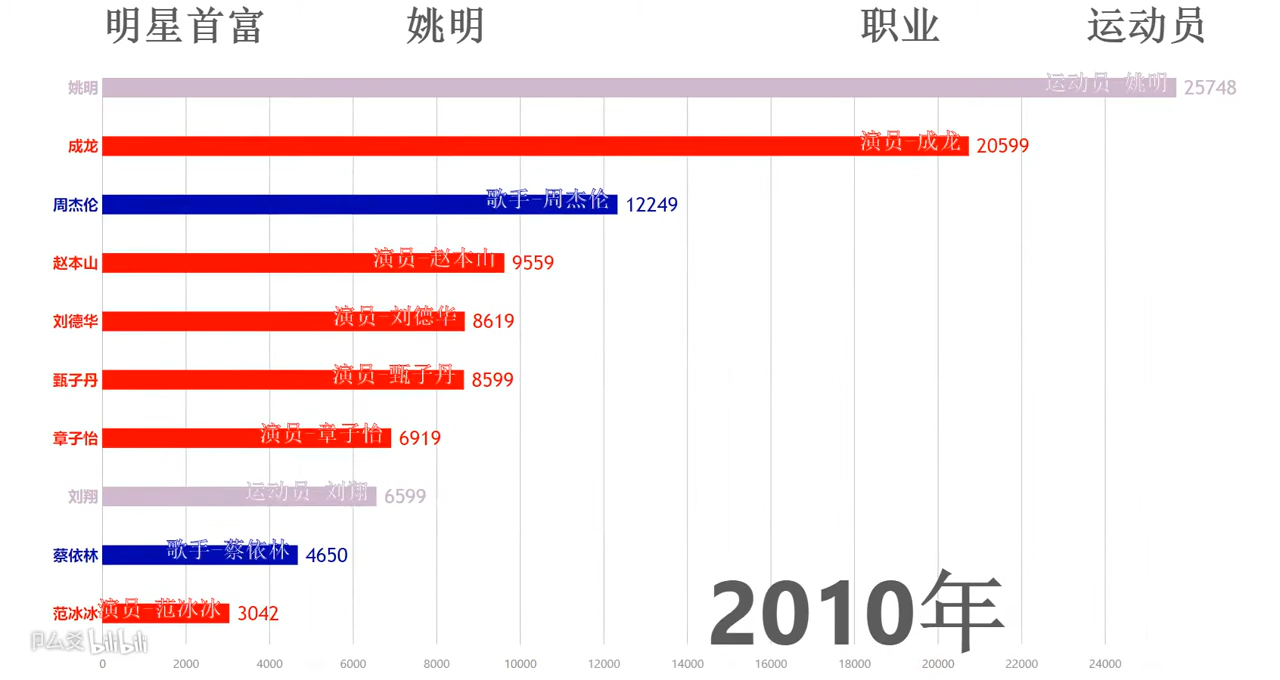 明星首富 姚明 职业 运动员
姚明 运动员-姚明 25748
成龙 演员-成龙 20599
周杰伦 歌手-周杰伦 12249
赵本山 演员-赵本山 9559
刘德华 演员-刘德华 8619
甄子丹 演员-甄子丹 8599
章子怡 演员-章子怡 6919
刘翔 运动员-刘翔 6599
蔡依林 歌手-蔡依林 4650
范冰冰 演员-范冰冰 3042
2010年
bilibili
0 2000 4000 6000 8000 10000 12000 14000 16000 18000 20000 22000 24000